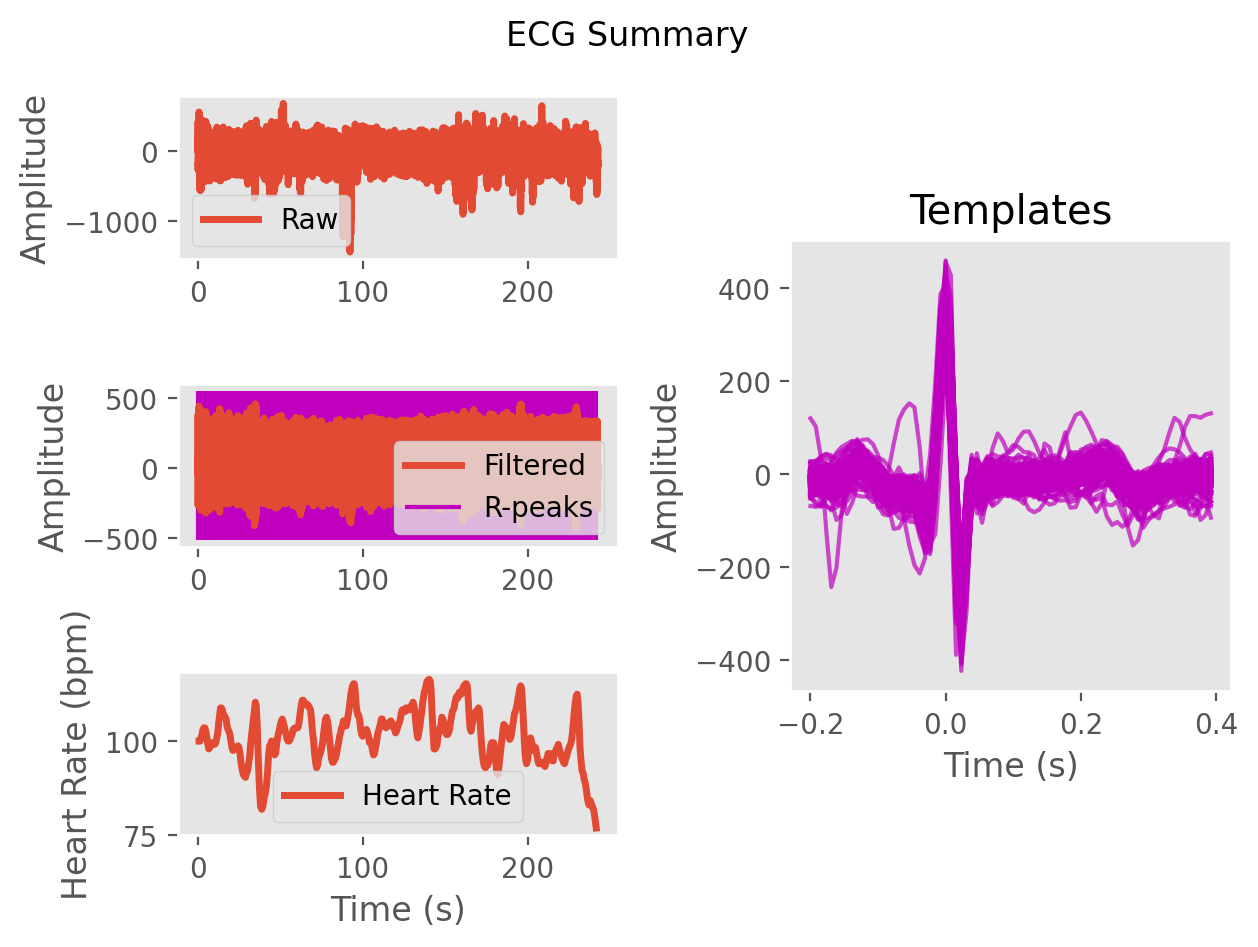 ECG Summary
Amplitude
0
−1000
Raw
0
100
200
Amplitude
500
0
−500
Filtered
R-peaks
0
100
200
Heart Rate (bpm)
100
75
Heart Rate
0
100
200
Time (s)
Templates
Amplitude
400
200
0
−200
−400
−0.2
0.0
0.2
0.4
Time (s)